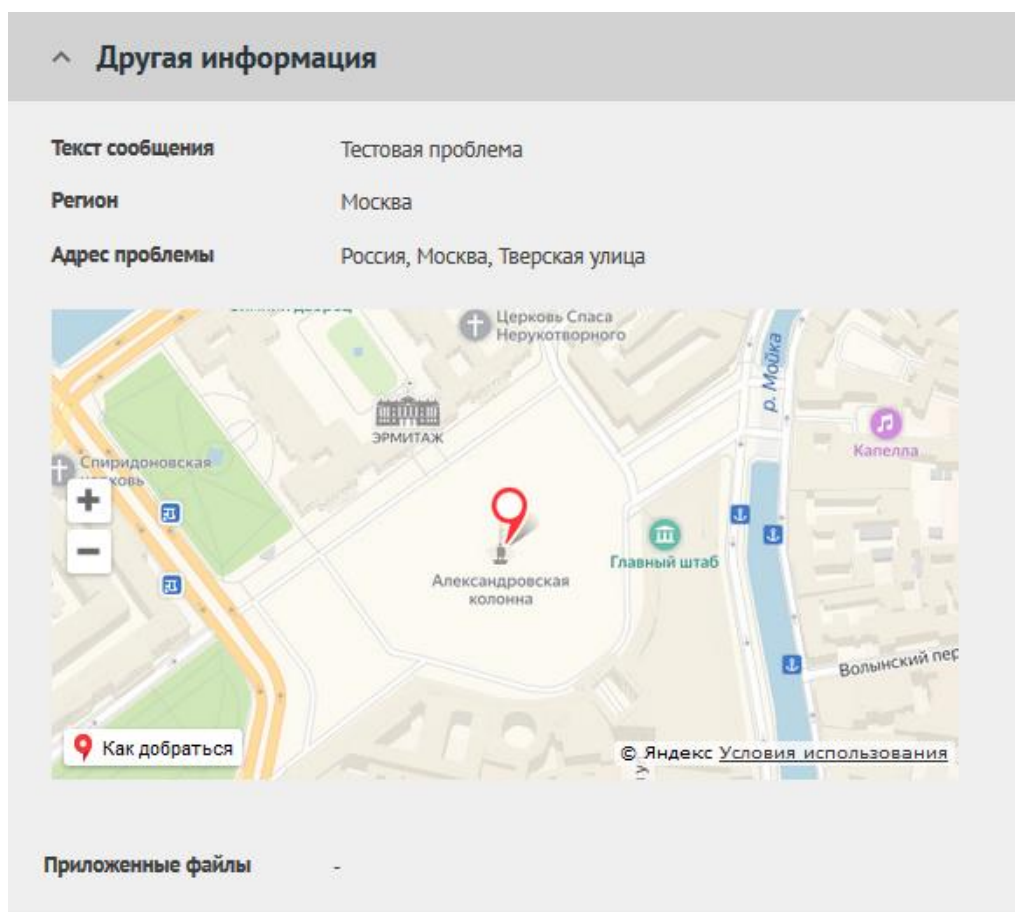 Другая информация
Текст сообщения Тестовая проблема
Регион Москва
Адрес проблемы Россия, Москва, Тверская улица
Церковь Спаса
Нерукотворного
р. Мойка
ЭРМИТАЖ
Капелла
Спиридоновская
Главный штаб
Александровская
колонна
Волынский пер
Как добраться
© Яндекс Условия использования
Приложенные файлы -